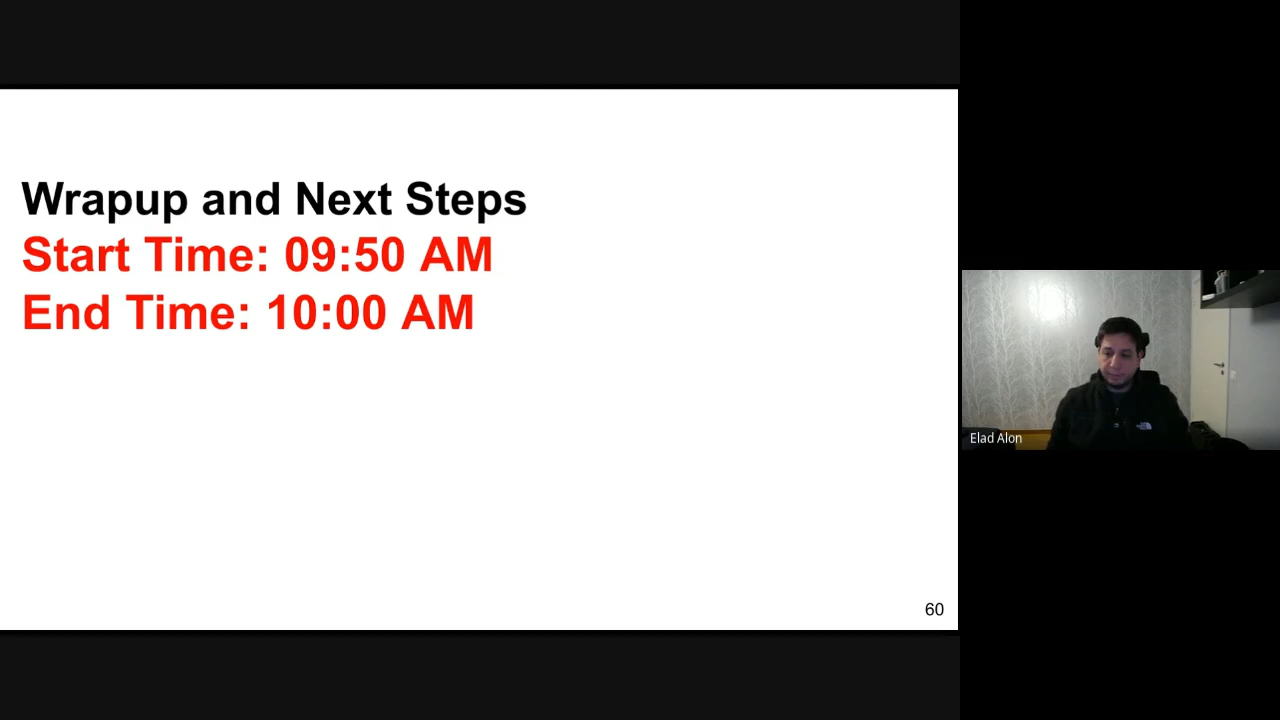 Wrapup and Next Steps
Start Time: 09:50 AM
End Time: 10:00 AM
60
Elad Alon